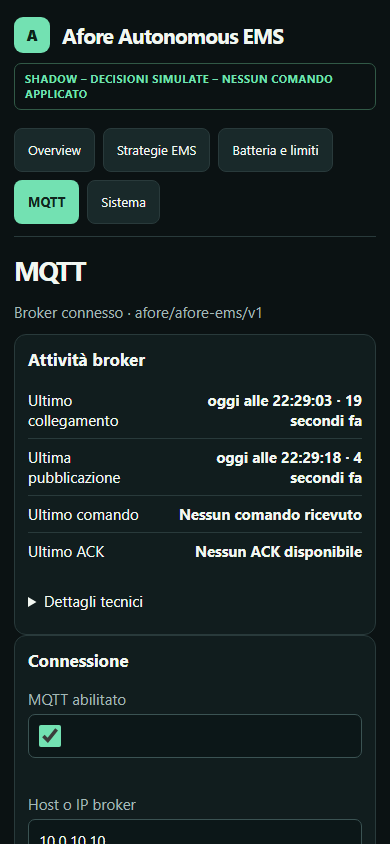 A
Afore Autonomous EMS
SHADOW – DECISIONI SIMULATE – NESSUN COMANDO
APPLICATO
Overview
Strategie EMS
Batteria e limiti
MQTT
Sistema
MQTT
Broker connesso · afore/afore-ems/v1
Attività broker
Ultimo
collegamento
oggi alle 22:29:03 · 19
secondi fa
Ultima
pubblicazione
oggi alle 22:29:18 · 4
secondi fa
Ultimo comando
Nessun comando ricevuto
Ultimo ACK
Nessun ACK disponibile
Dettagli tecnici
Connessione
MQTT abilitato
Host o IP broker
10.0.10.10